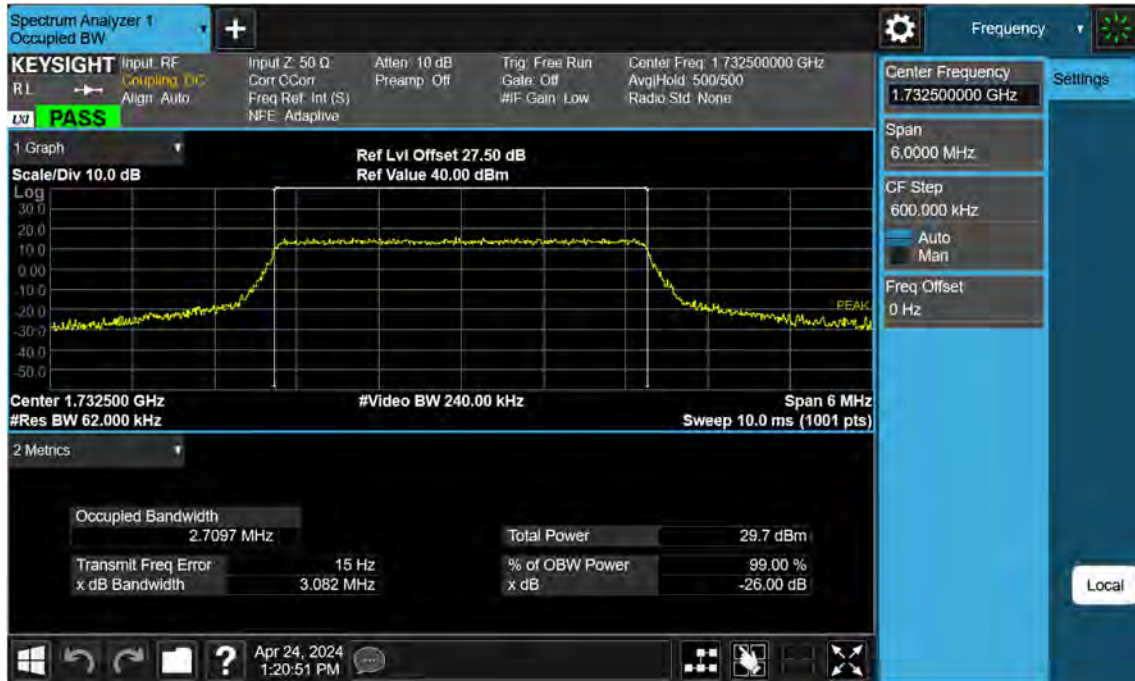 Spectrum Analyzer 1
Occupied BW
Frequency
KEYSIGHT
RL
LXI
PASS
Input: RF
Coupling: DC
Align: Auto
Input Z: 50 Ω
Corr CCorr
Freq Ref: Int (S)
NFE: Adaptive
Atten: 10 dB
Preamp: Off
Trig: Free Run
Gate: Off
#IF Gain: Low
Center Freq: 1.732500000 GHz
Avg|Hold: 500/500
Radio Std: None
Center Frequency
1.732500000 GHz
Settings
Span
6.0000 MHz
CF Step
600.000 kHz
Auto
Man
Freq Offset
0 Hz
1 Graph
Scale/Div 10.0 dB
Ref Lvl Offset 27.50 dB
Ref Value 40.00 dBm
Log
30.0
20.0
10.0
0.00
-10.0
-20.0
-30.0
-40.0
-50.0
PEAK
Center 1.732500 GHz
#Video BW 240.00 kHz
Span 6 MHz
#Res BW 62.000 kHz
Sweep 10.0 ms (1001 pts)
2 Metrics
Occupied Bandwidth
2.7097 MHz
Total Power 29.7 dBm
Transmit Freq Error 15 Hz
% of OBW Power 99.00 %
x dB Bandwidth 3.082 MHz
x dB -26.00 dB
Local
?
Apr 24, 2024
1:20:51 PM